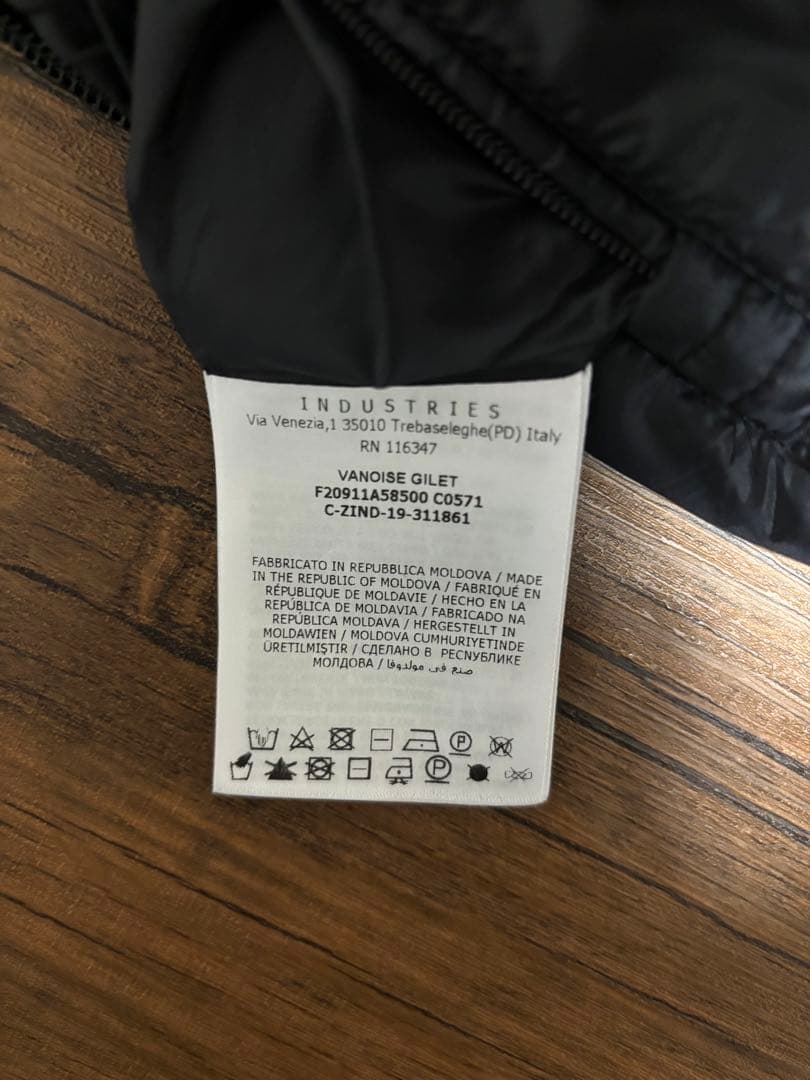 INDUSTRIES
Via Venezia,1 35010 Trebaseleghe(PD) Italy
RN 116347
VANOISE GILET
F20911A58500 C0571
C-ZIND-19-311861
FABBRICATO IN REPUBBLICA MOLDOVA / MADE
IN THE REPUBLIC OF MOLDOVA / FABRIQUÉ EN
RÉPUBLIQUE DE MOLDAVIE / HECHO EN LA
REPÚBLICA DE MOLDAVIA / FABRICADO NA
REPÚBLICA MOLDAVA / HERGESTELLT IN
MOLDAWIEN / MOLDOVA CUMHURIYETINDE
ÜRETILMIŞTIR / СДЕЛАНО В РЕСПУБЛИКЕ
МОЛДОВА / صنع في مولدوفا
P
W
P